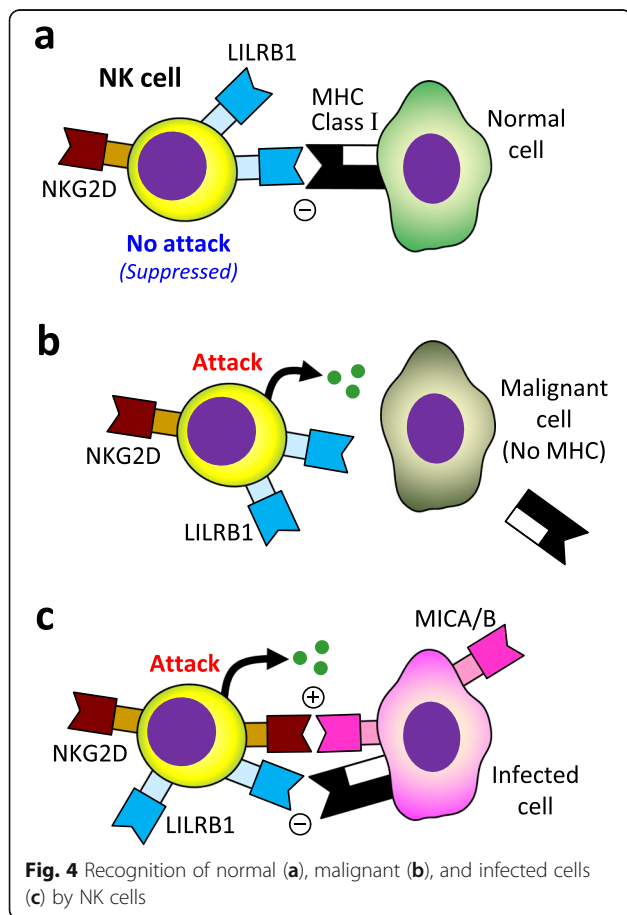 a
LILRB1
NK cell
MHC
Class I
Normal
cell
NKG2D
−
No attack
(Suppressed)
b
Attack
Malignant
cell
(No MHC)
NKG2D
LILRB1
c
MICA/B
Attack
+
NKG2D
Infected
cell
LILRB1
−
Fig. 4 Recognition of normal (a), malignant (b), and infected cells
(c) by NK cells